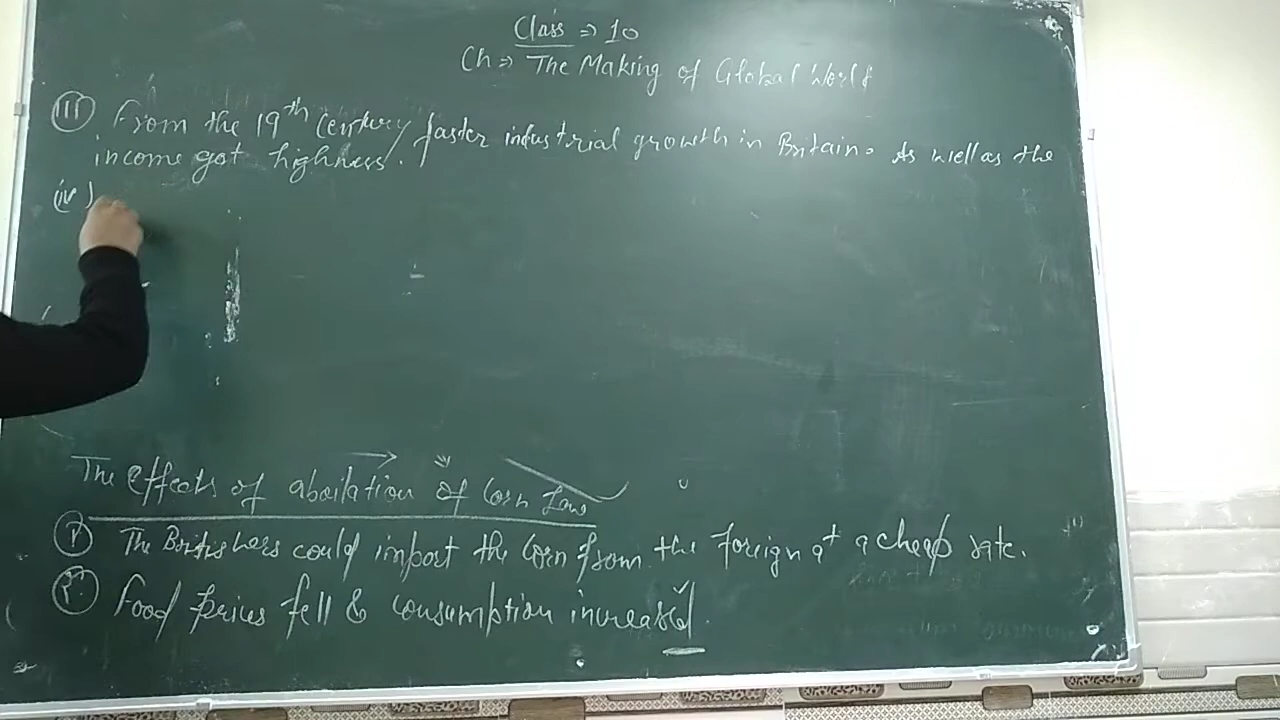 Class ⇒ 10
Ch ⇒ The Making of Global World
(iii) From the 19th Century, faster industrial growth in Britain. As well as the
income got highness.
(iv)
The effects of aboilation of Corn Law
(i) The Britishers could import the Corn from the foreign at a cheap rate.
(ii) Food prices fell & consumption increased.